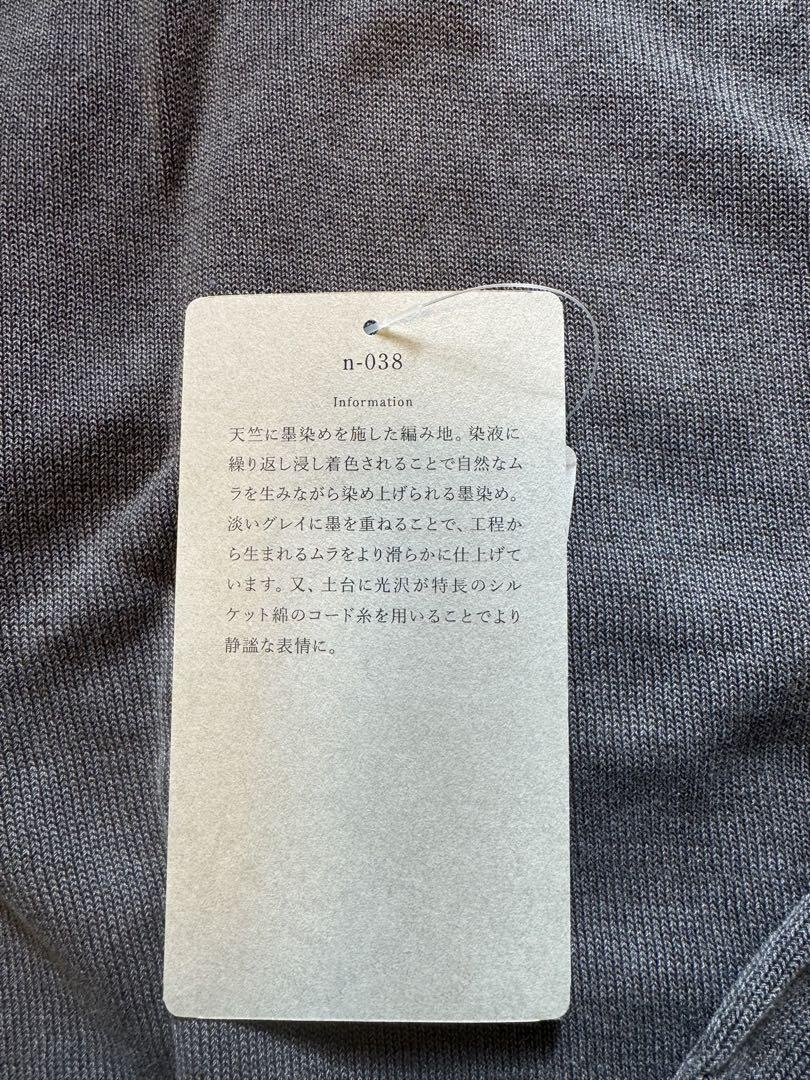 n-038
Information
天竺に墨染めを施した編み地。染液に
繰り返し浸し着色されることで自然なム
ラを生みながら染め上げられる墨染め。
淡いグレイに墨を重ねることで、工程か
ら生まれるムラをより滑らかに仕上げて
います。又、土台に光沢が特長のシル
ケット綿のコード糸を用いることでより
静謐な表情に。